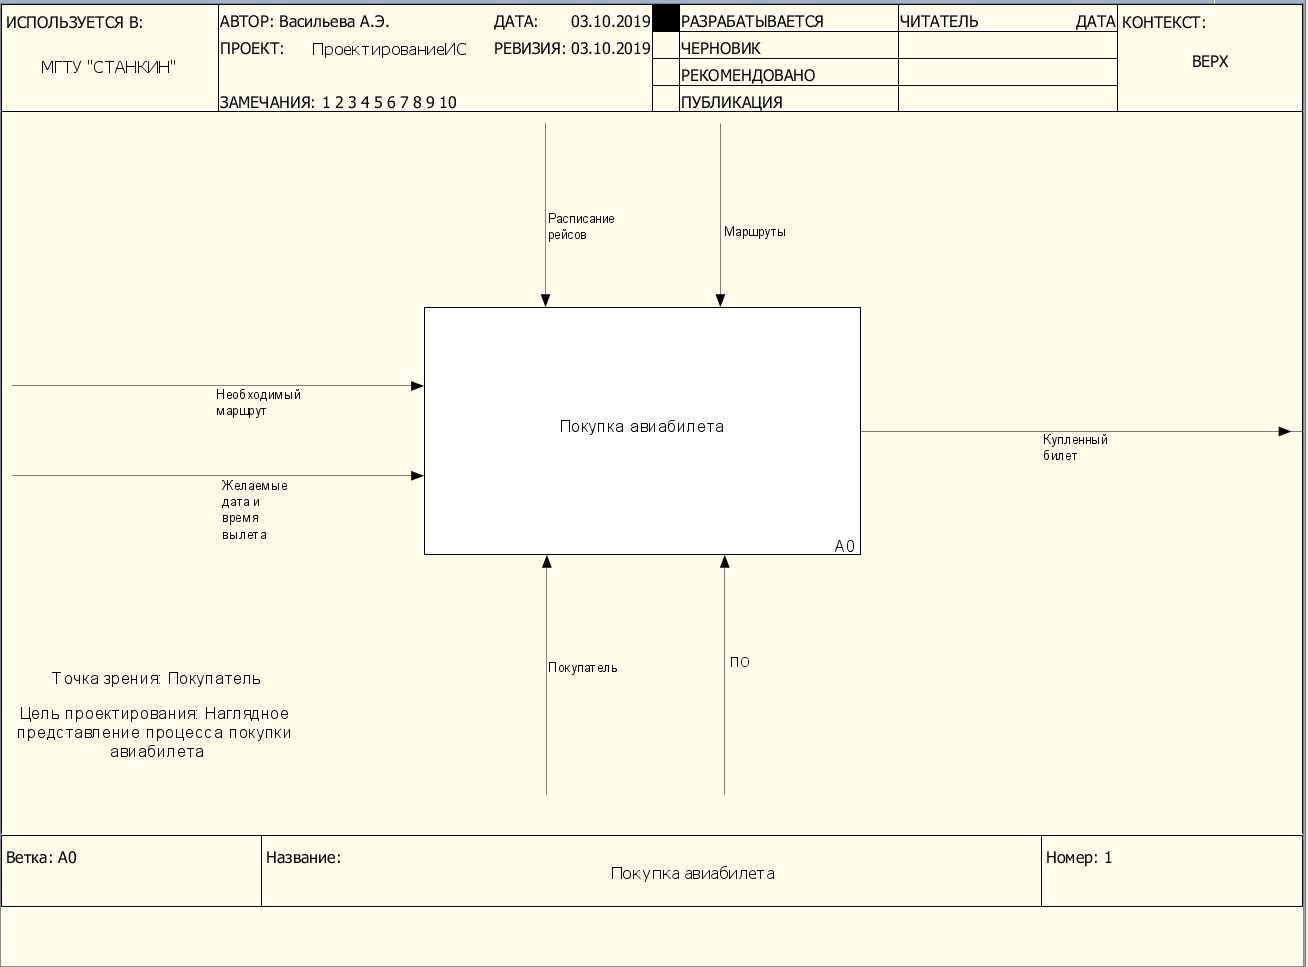 ИСПОЛЬЗУЕТСЯ В:
МГТУ "СТАНКИН"
АВТОР: Васильева А.Э.
ДАТА: 03.10.2019
ПРОЕКТ: ПроектированиеИС
РЕВИЗИЯ: 03.10.2019
ЗАМЕЧАНИЯ: 1 2 3 4 5 6 7 8 9 10
РАЗРАБАТЫВАЕТСЯ
ЧЕРНОВИК
РЕКОМЕНДОВАНО
ПУБЛИКАЦИЯ
ЧИТАТЕЛЬ ДАТА
КОНТЕКСТ:
ВЕРХ
Расписание
рейсов
Маршруты
Необходимый
маршрут
Желаемые
дата и
время
вылета
Покупка авиабилета
A0
Купленный
билет
Покупатель
ПО
Точка зрения: Покупатель
Цель проектирования: Наглядное
представление процесса покупки
авиабилета
Ветка: A0
Название:
Покупка авиабилета
Номер: 1